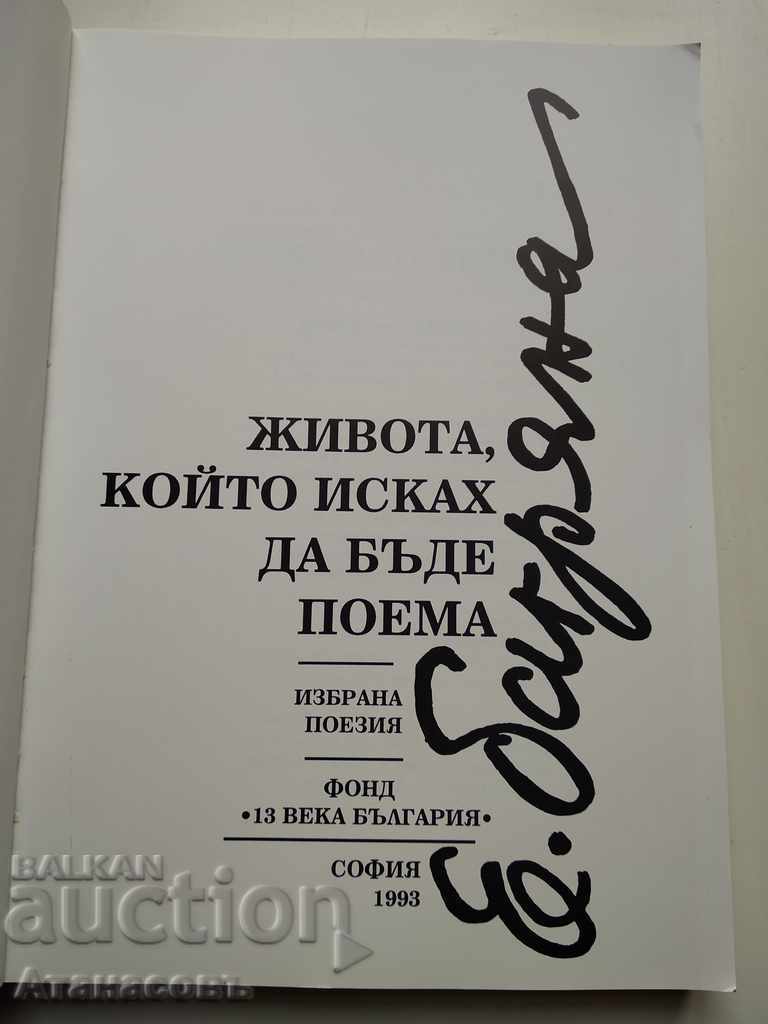 ЖИВОТА,
КОЙТО ИСКАХ
ДА БЪДЕ
ПОЕМА
ИЗБРАНА
ПОЕЗИЯ
ФОНД
•13 ВЕКА БЪЛГАРИЯ•
СОФИЯ
1993
Е. Багряна
BALKAN
auction
Атанасовъ